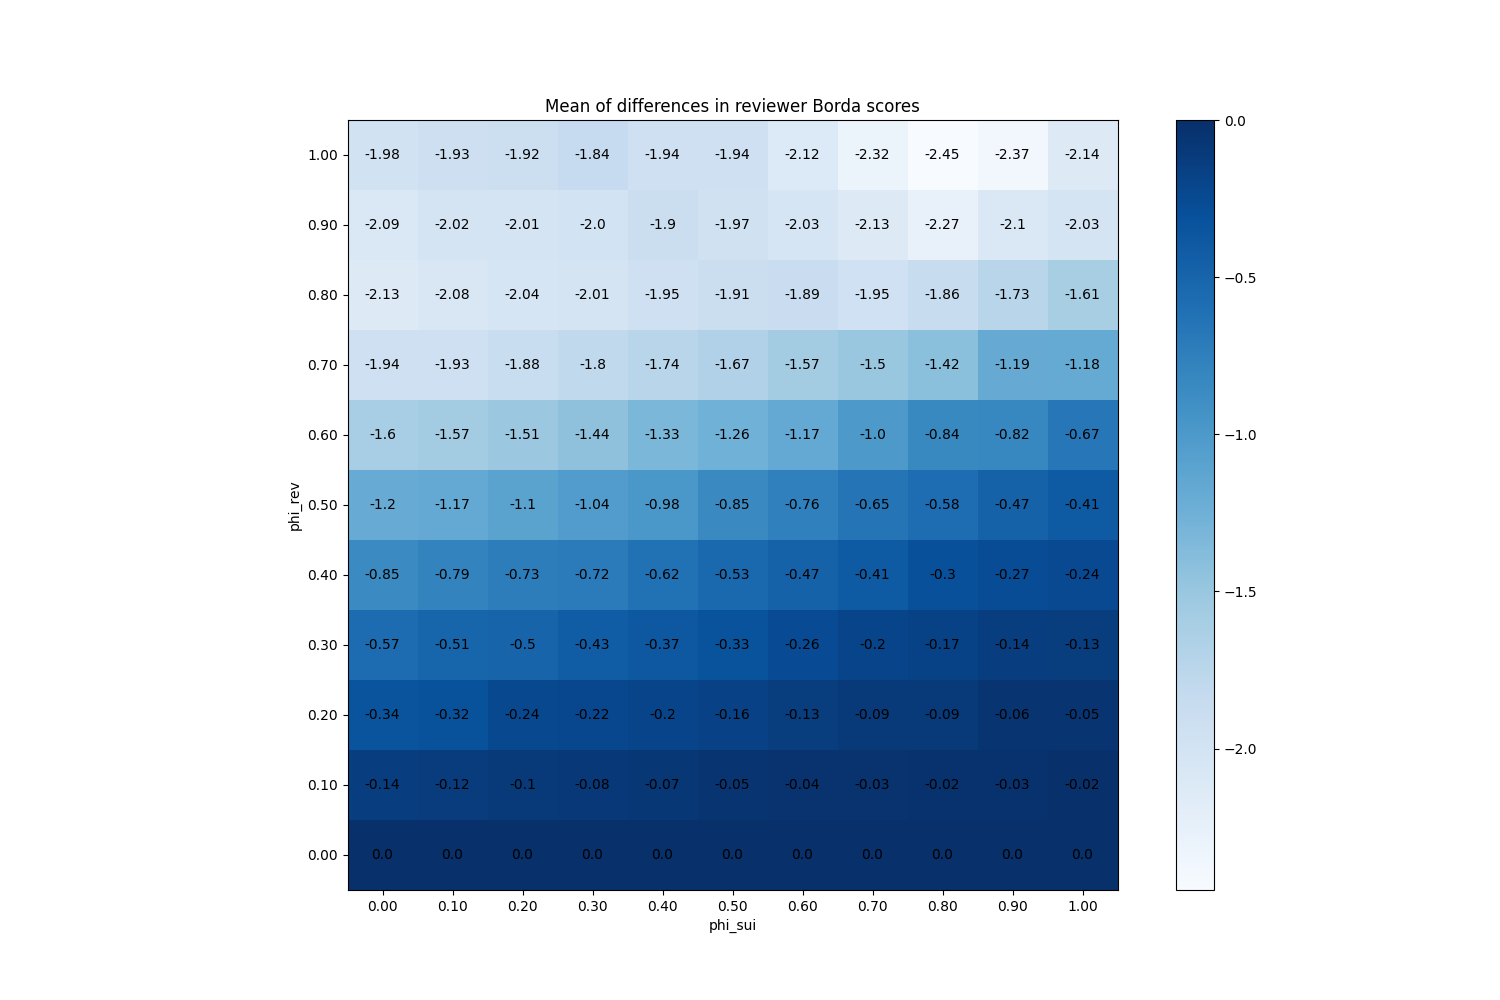 Mean of differences in reviewer Borda scores
1.00 -1.98 -1.93 -1.92 -1.84 -1.94 -1.94 -2.12 -2.32 -2.45 -2.37 -2.14
0.90 -2.09 -2.02 -2.01 -2.0 -1.9 -1.97 -2.03 -2.13 -2.27 -2.1 -2.03
0.80 -2.13 -2.08 -2.04 -2.01 -1.95 -1.91 -1.89 -1.95 -1.86 -1.73 -1.61
0.70 -1.94 -1.93 -1.88 -1.8 -1.74 -1.67 -1.57 -1.5 -1.42 -1.19 -1.18
0.60 -1.6 -1.57 -1.51 -1.44 -1.33 -1.26 -1.17 -1.0 -0.84 -0.82 -0.67
phi_rev
0.50 -1.2 -1.17 -1.1 -1.04 -0.98 -0.85 -0.76 -0.65 -0.58 -0.47 -0.41
0.40 -0.85 -0.79 -0.73 -0.72 -0.62 -0.53 -0.47 -0.41 -0.3 -0.27 -0.24
0.30 -0.57 -0.51 -0.5 -0.43 -0.37 -0.33 -0.26 -0.2 -0.17 -0.14 -0.13
0.20 -0.34 -0.32 -0.24 -0.22 -0.2 -0.16 -0.13 -0.09 -0.09 -0.06 -0.05
0.10 -0.14 -0.12 -0.1 -0.08 -0.07 -0.05 -0.04 -0.03 -0.02 -0.03 -0.02
0.00 0.0 0.0 0.0 0.0 0.0 0.0 0.0 0.0 0.0 0.0 0.0
0.00 0.10 0.20 0.30 0.40 0.50 0.60 0.70 0.80 0.90 1.00
phi_sui
0.0
−0.5
−1.0
−1.5
−2.0